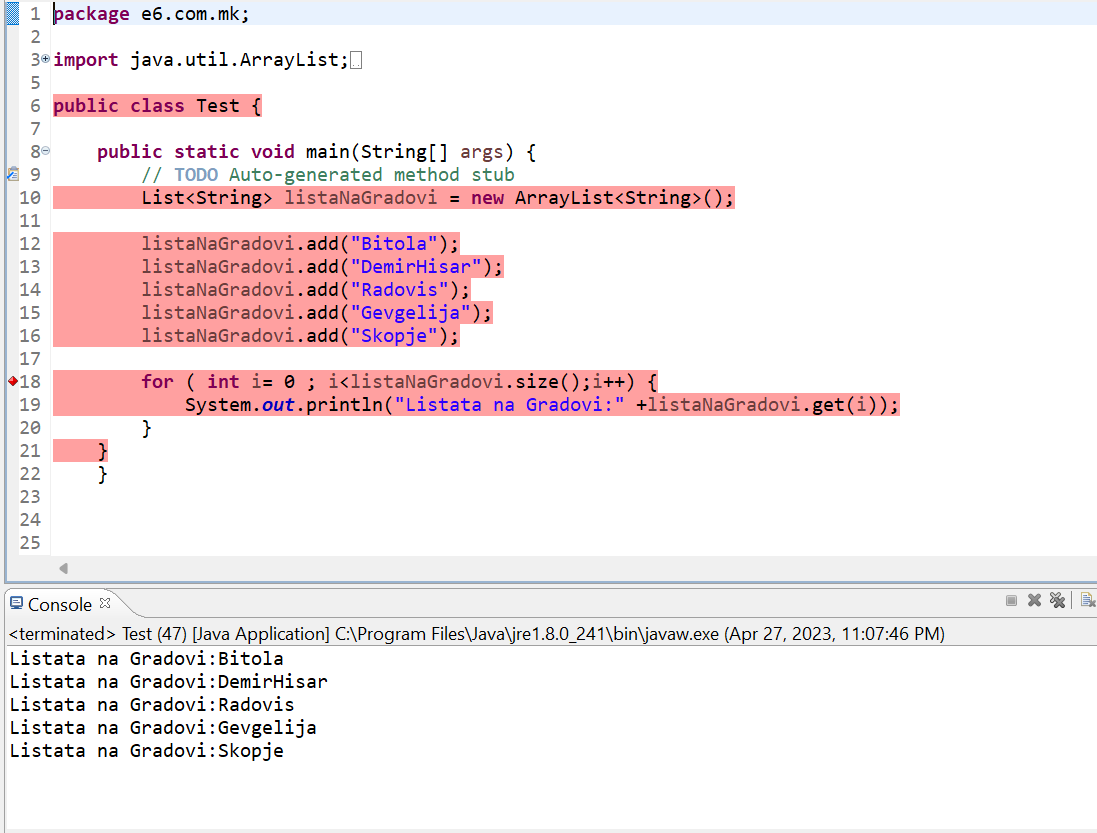 1 package e6.com.mk;
2
3 import java.util.ArrayList;
5
6 public class Test {
7
8 public static void main(String[] args) {
9 // TODO Auto-generated method stub
10 List<String> listaNaGradovi = new ArrayList<String>();
11
12 listaNaGradovi.add("Bitola");
13 listaNaGradovi.add("DemirHisar");
14 listaNaGradovi.add("Radovis");
15 listaNaGradovi.add("Gevgelija");
16 listaNaGradovi.add("Skopje");
17
18 for ( int i= 0 ; i<listaNaGradovi.size();i++) {
19 System.out.println("Listata na Gradovi:" +listaNaGradovi.get(i));
20 }
21 }
22 }
23
24
25
Console
<terminated> Test (47) [Java Application] C:\Program Files\Java\jre1.8.0_241\bin\javaw.exe (Apr 27, 2023, 11:07:46 PM)
Listata na Gradovi:Bitola
Listata na Gradovi:DemirHisar
Listata na Gradovi:Radovis
Listata na Gradovi:Gevgelija
Listata na Gradovi:Skopje